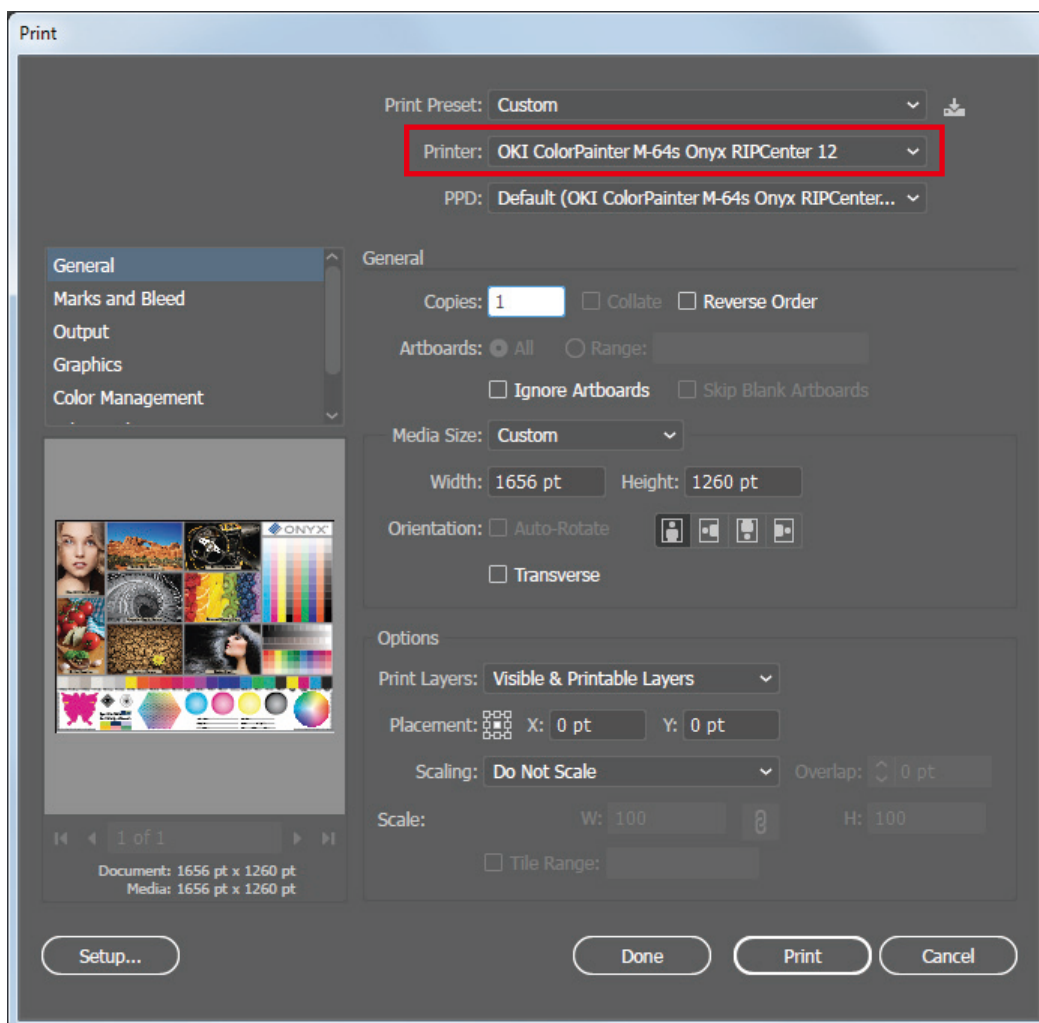 Print
Print Preset: Custom
Printer: OKI ColorPainter M-64s Onyx RIPCenter 12
PPD: Default (OKI ColorPainter M-64s Onyx RIPCenter...
General
Marks and Bleed
Output
Graphics
Color Management
General
Copies: 1 Collate Reverse Order
Artboards: All Range:
Ignore Artboards Skip Blank Artboards
Media Size: Custom
Width: 1656 pt Height: 1260 pt
Orientation: Auto-Rotate
Transverse
ONYX
Options
Print Layers: Visible & Printable Layers
Placement: X: 0 pt Y: 0 pt
Scaling: Do Not Scale Overlap: 0 pt
Scale: W: 100 H: 100
Tile Range:
1 of 1
Document: 1656 pt x 1260 pt
Media: 1656 pt x 1260 pt
Setup... Done Print Cancel